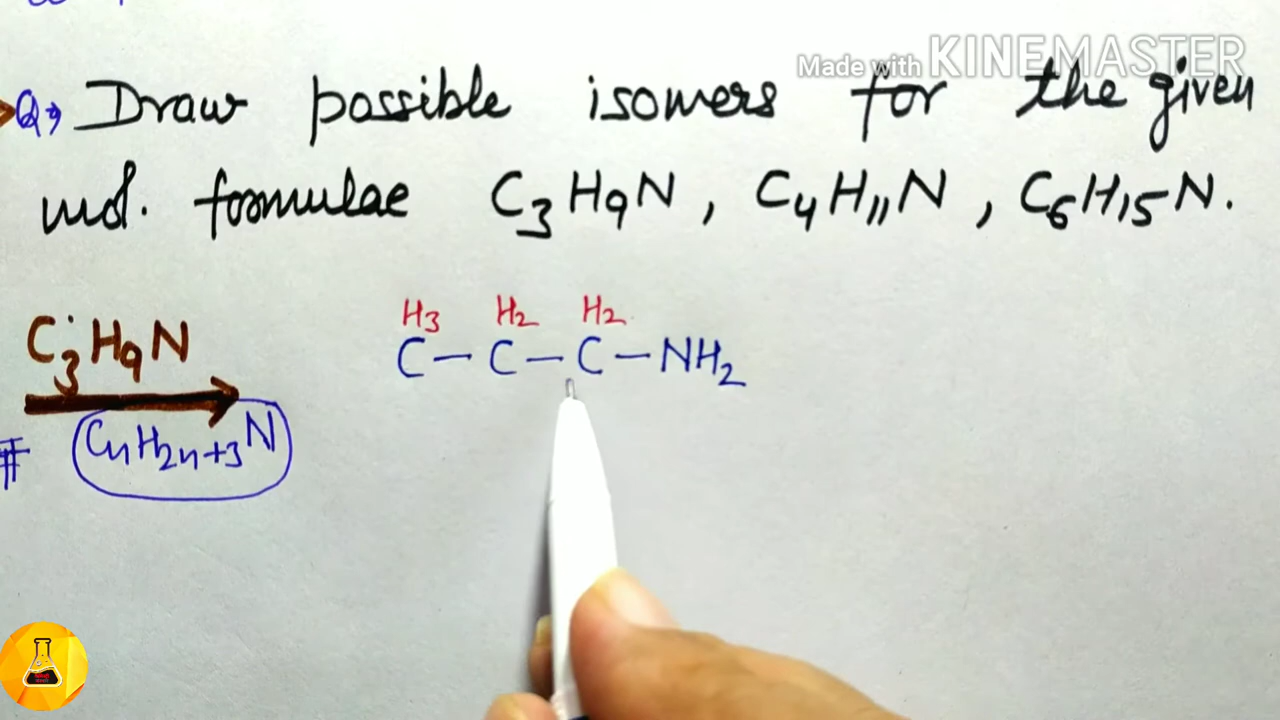 Made with KINEMASTER
Q→ Draw possible isomers for the given
mol. formulae C3H9N, C4H11N, C6H15N.
C3H9N
CnH2n+3N
H3 H2 H2
C-C-C-NH2